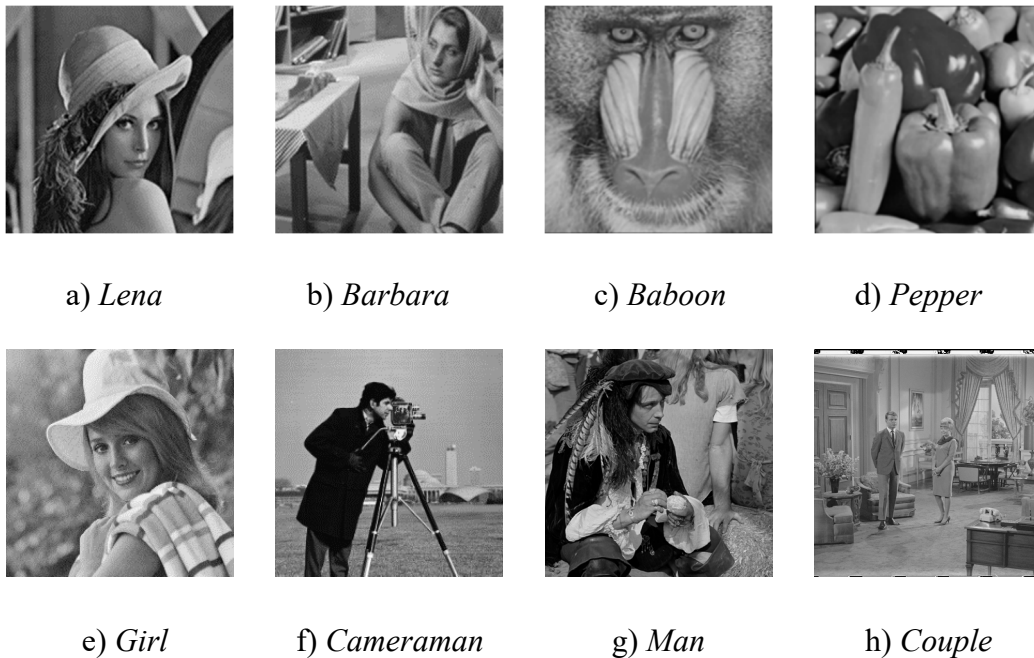 a) Lena
b) Barbara
c) Baboon
d) Pepper
e) Girl
f) Cameraman
g) Man
h) Couple